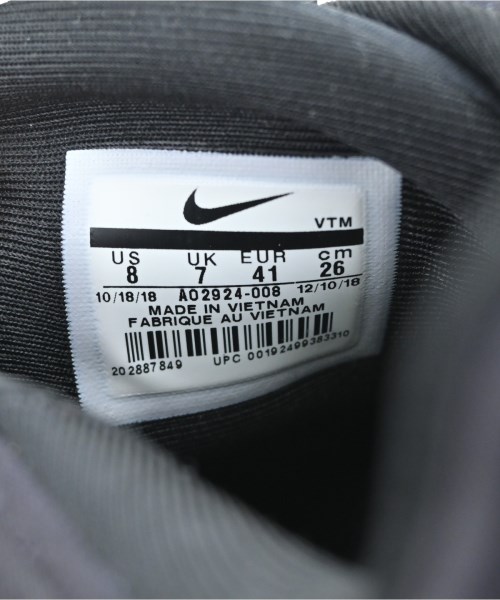 VTM
US UK EUR cm
8 7 41 26
10/18/18 AO2924-008 12/10/18
MADE IN VIETNAM
FABRIQUE AU VIETNAM
202887849 UPC 00192499383310